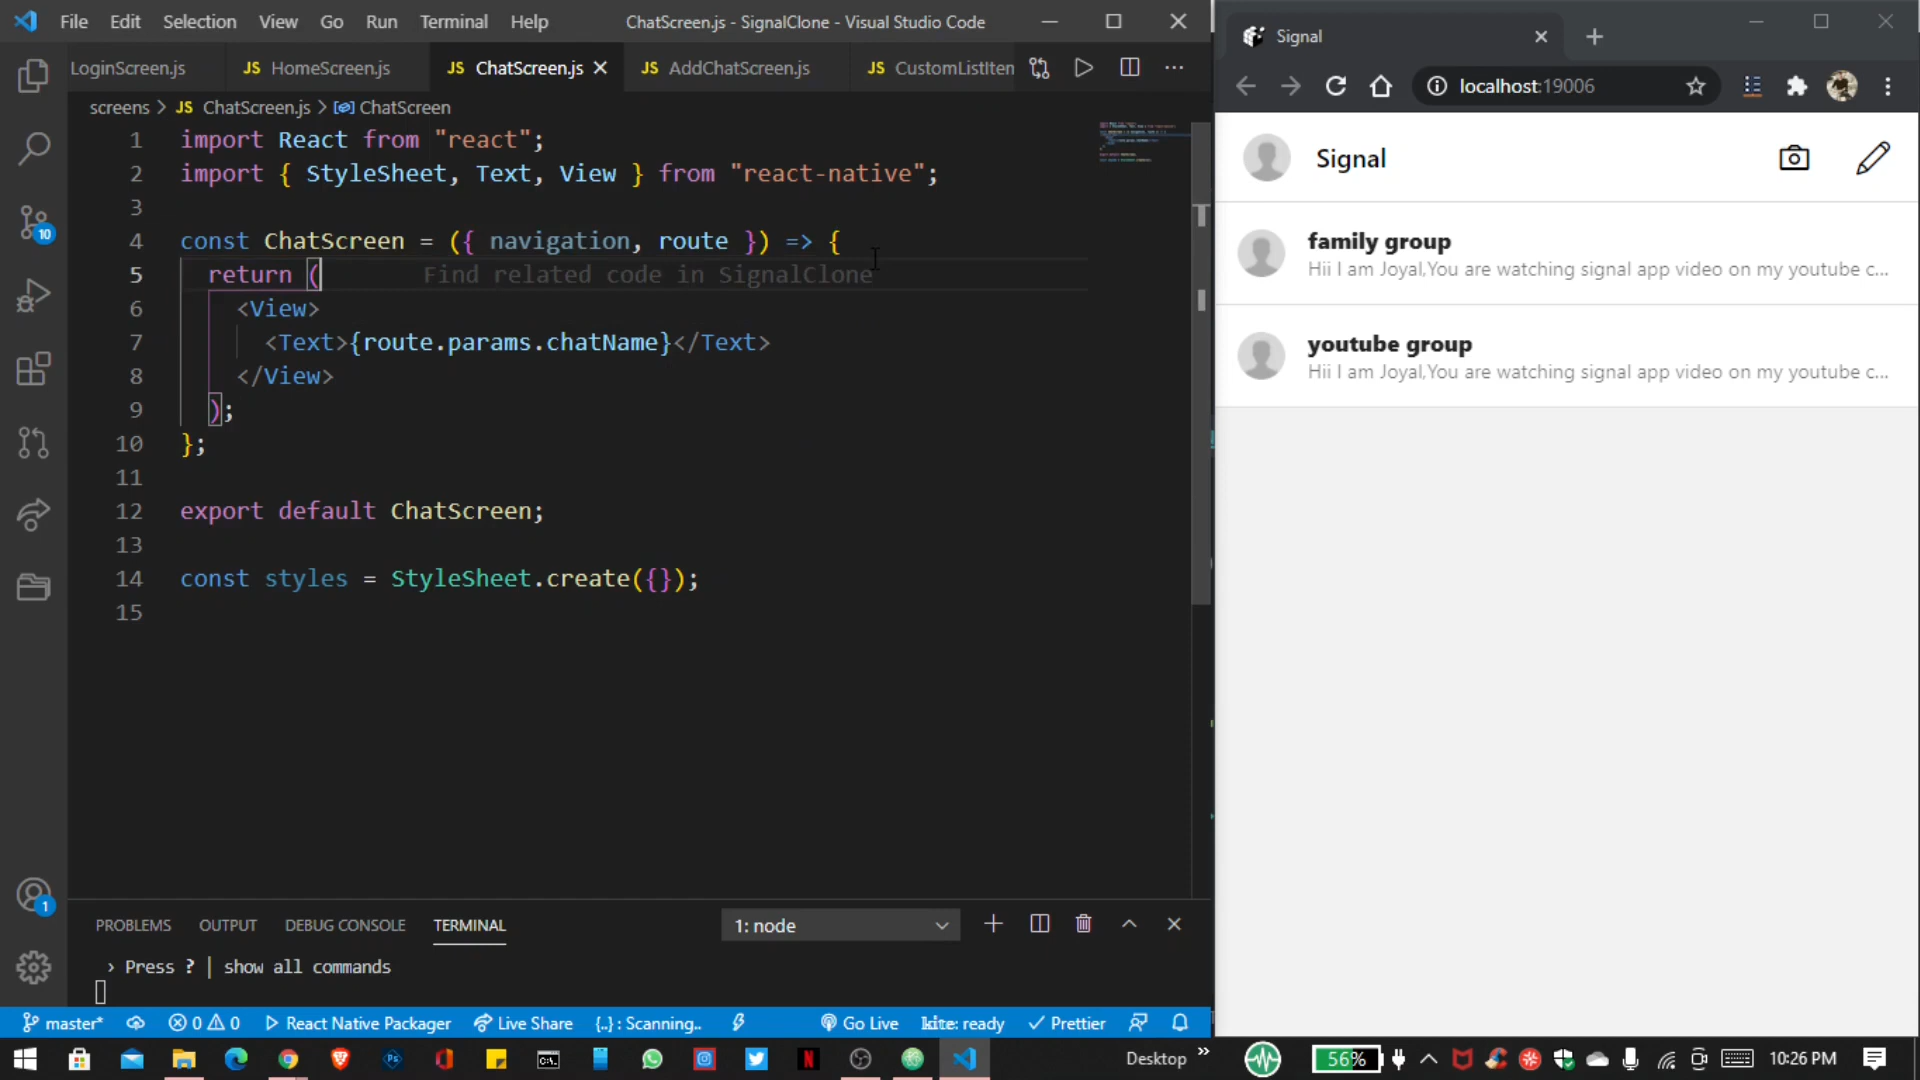 File Edit Selection View Go Run Terminal Help ChatScreen.js - SignalClone - Visual Studio Code
LoginScreen.js JS HomeScreen.js JS ChatScreen.js JS AddChatScreen.js JS CustomListIten
screens > JS ChatScreen.js > ChatScreen
1 import React from "react";
2 import { StyleSheet, Text, View } from "react-native";
3
4 const ChatScreen = ({ navigation, route }) => {
5 return ( Find related code in SignalClone
6 <View>
7 <Text>{route.params.chatName}</Text>
8 </View>
9 );
10 };
11
12 export default ChatScreen;
13
14 const styles = StyleSheet.create({});
15
10
1
PROBLEMS OUTPUT DEBUG CONSOLE TERMINAL 1: node
› Press ? | show all commands
master* 0 0 React Native Packager Live Share {..} : Scanning.. Go Live kite: ready Prettier
Signal
localhost:19006
Signal
family group
Hii I am Joyal,You are watching signal app video on my youtube c...
youtube group
Hii I am Joyal,You are watching signal app video on my youtube c...
Desktop 56% 10:26 PM